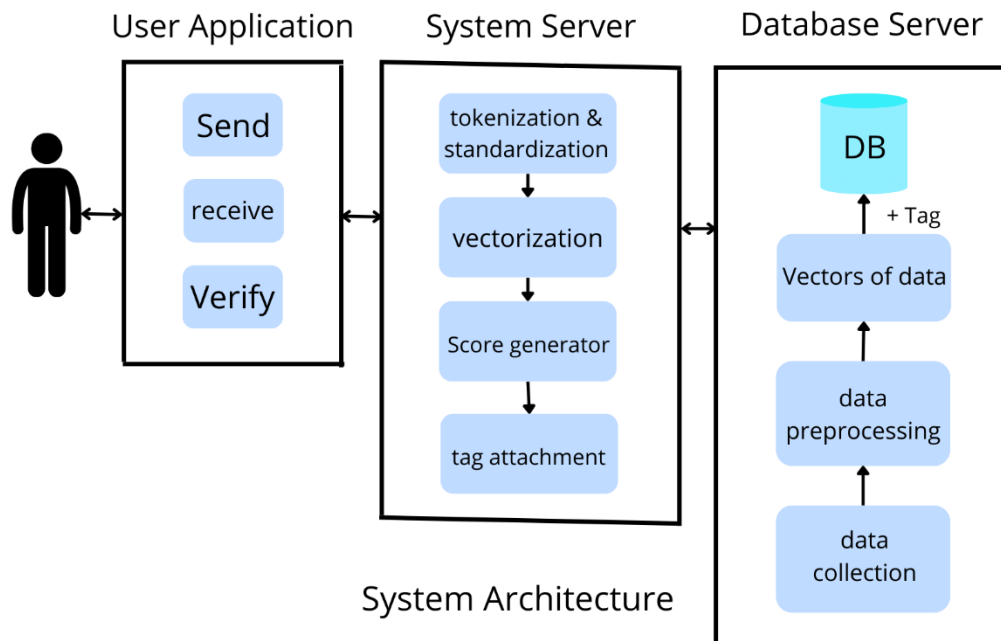 User Application
System Server
Database Server
Send
receive
Verify
tokenization &
standardization
vectorization
Score generator
tag attachment
DB
+ Tag
Vectors of data
data
preprocessing
data
collection
System Architecture